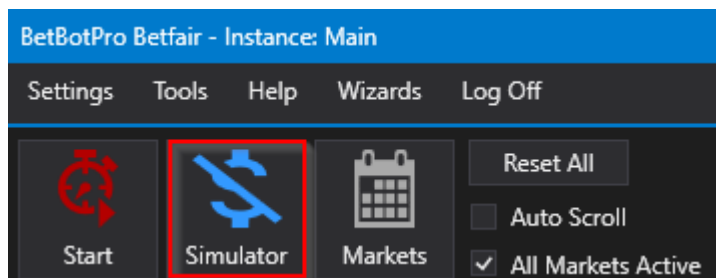 BetBotPro Betfair - Instance: Main
Settings Tools Help Wizards Log Off
Reset All
Auto Scroll
Start Simulator Markets All Markets Active